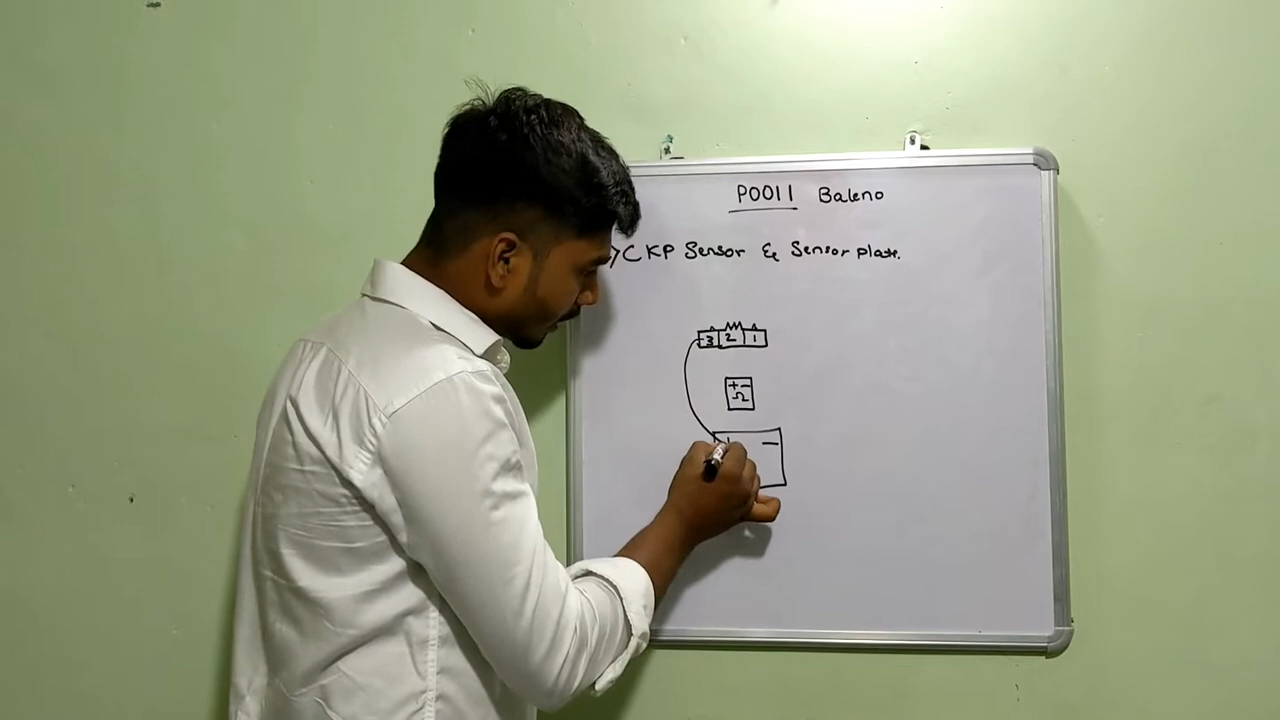 P0011 Baleno
CKP Sensor & Sensor plate.
3 2 1
+ -
Ω
-